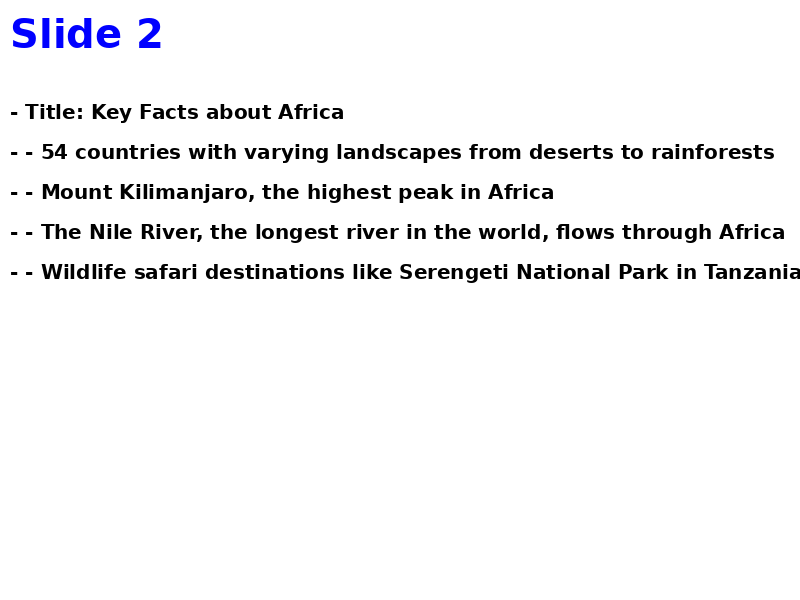 Slide 2
- Title: Key Facts about Africa
- - 54 countries with varying landscapes from deserts to rainforests
- - Mount Kilimanjaro, the highest peak in Africa
- - The Nile River, the longest river in the world, flows through Africa
- - Wildlife safari destinations like Serengeti National Park in Tanzania